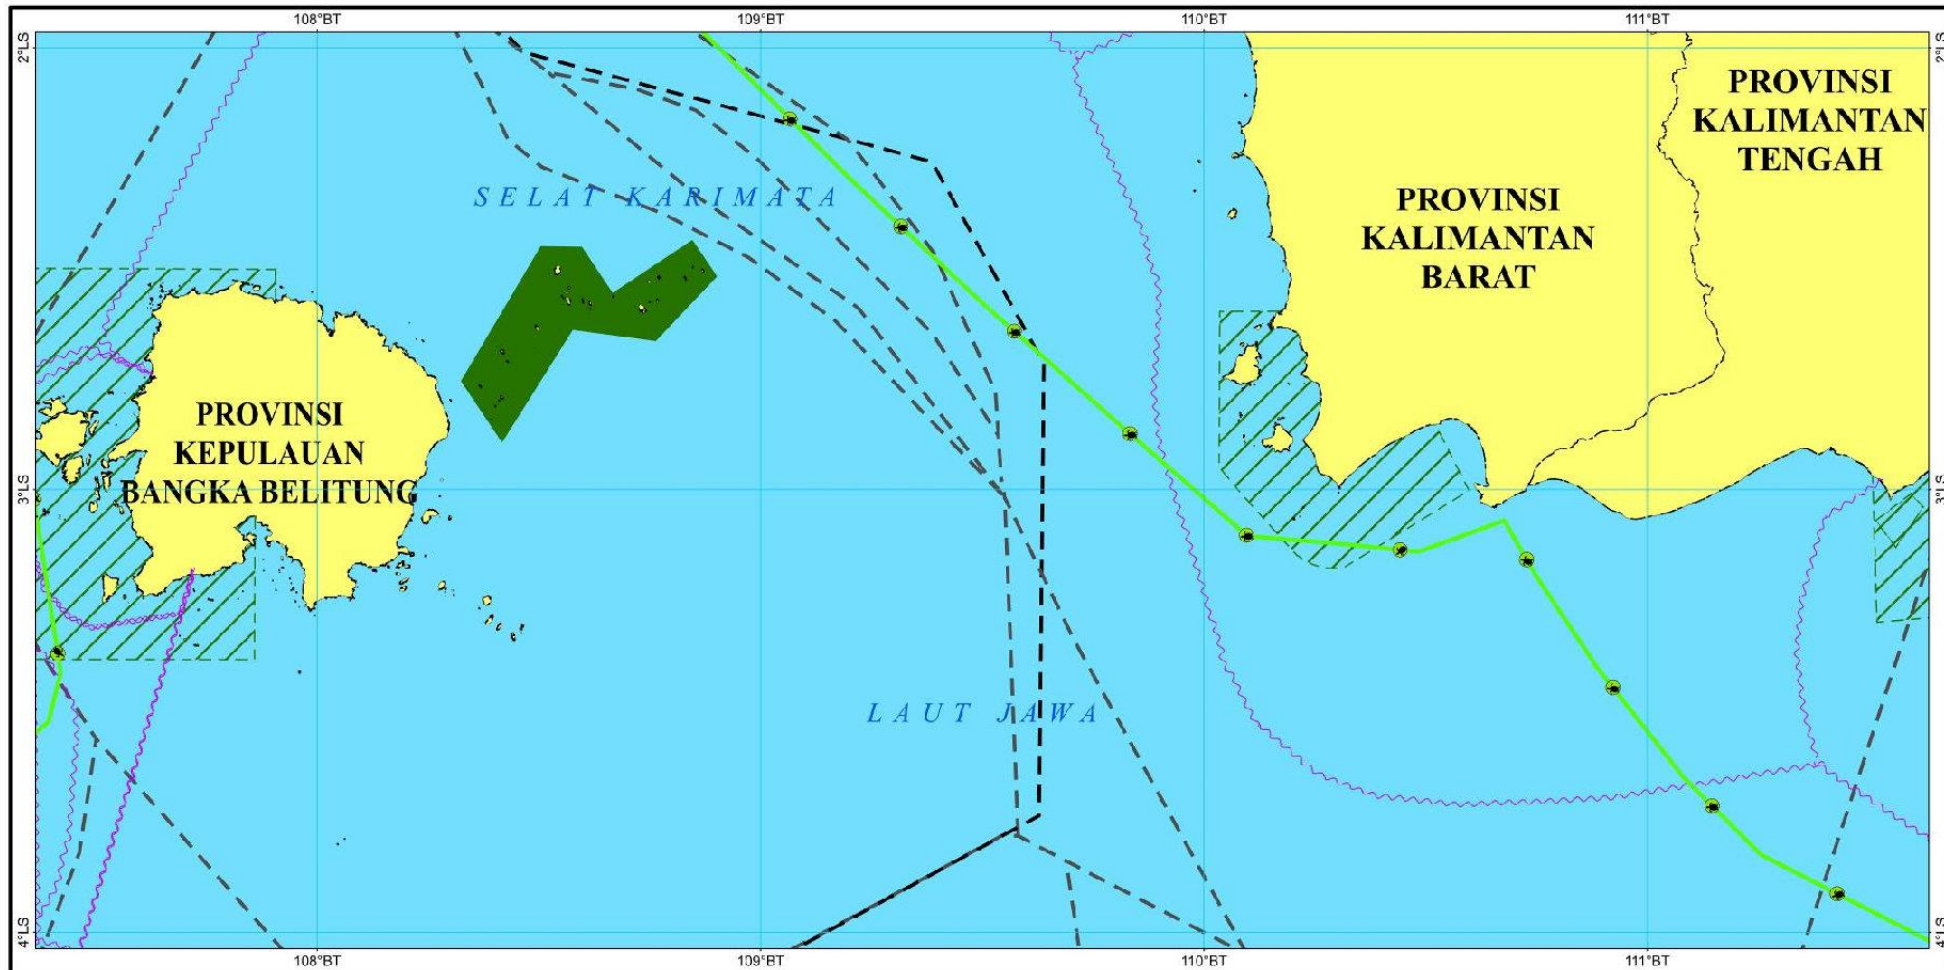 108°BT 109°BT 110°BT 111°BT
2°LS 2°LS
PROVINSI
KALIMANTAN
TENGAH
SELAT KARIMATA
PROVINSI
KALIMANTAN
BARAT
PROVINSI
KEPULAUAN
BANGKA BELITUNG
3°LS 3°LS
LAUT JAWA
4°LS 4°LS
108°BT 109°BT 110°BT 111°BT